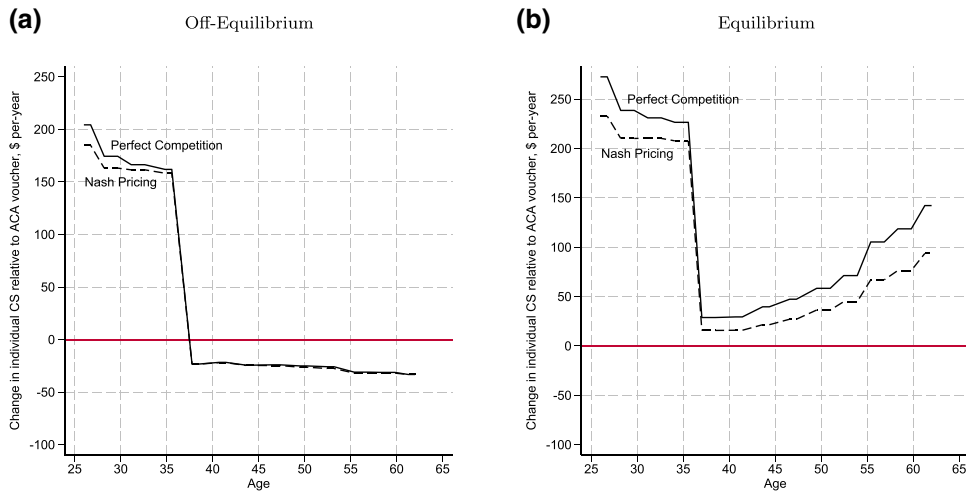 (a)
Off-Equilibrium
Change in individual CS relative to ACA voucher, $ per-year
250
200
150
100
50
0
-50
-100
Perfect Competition
Nash Pricing
25 30 35 40 45 50 55 60 65
Age
(b)
Equilibrium
Change in individual CS relative to ACA voucher, $ per-year
250
200
150
100
50
0
-50
-100
Perfect Competition
Nash Pricing
25 30 35 40 45 50 55 60 65
Age